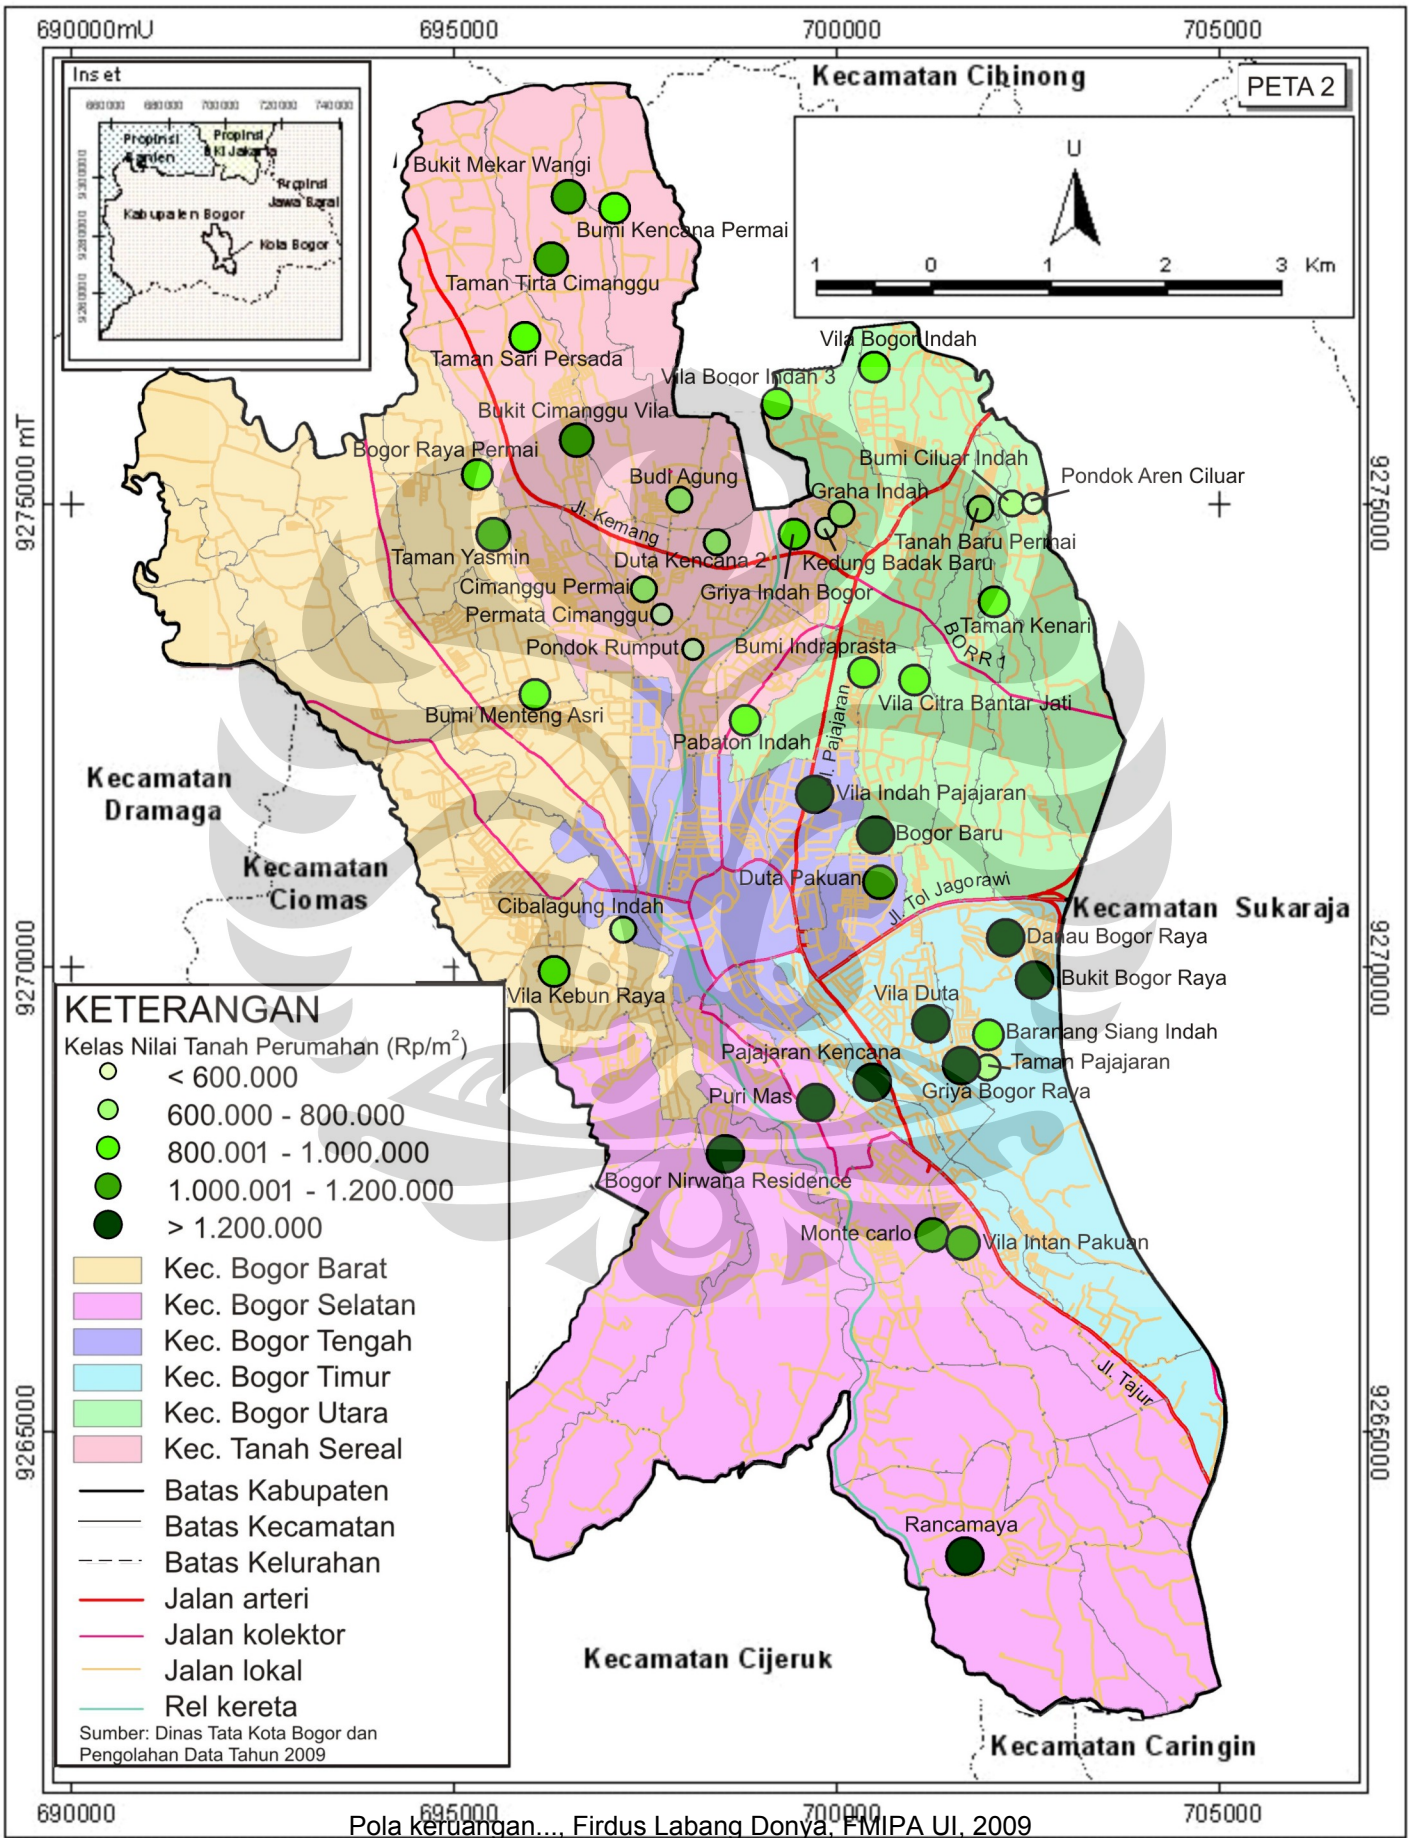 690000mU
695000
700000
705000
Inset
660000 680000 700000 720000 740000
Propinsi
Banten
Propinsi
DKI Jakarta
Propinsi
Jawa Barat
Kabupaten Bogor
Kota Bogor
9300000
9280000
9260000
Kecamatan Cibinong
PETA 2
U
1 0 1 2 3 Km
Bukit Mekar Wangi
Bumi Kencana Permai
Taman Tirta Cimanggu
Taman Sari Persada
Vila Bogor Indah
Vila Bogor Indah 3
Bukit Cimanggu Vila
Bogor Raya Permai
Bumi Ciluar Indah
Pondok Aren Ciluar
Budi Agung
Graha Indah
Jl. Kemang
Tanah Baru Permai
Taman Yasmin
Duta Kencana 2
Kedung Badak Baru
Cimanggu Permai
Griya Indah Bogor
Permata Cimanggu
Taman Kenari
BORR 1
Pondok Rumput
Bumi Indraprasta
Vila Citra Bantar Jati
Bumi Menteng Asri
Pabaton Indah
Jl. Pajajaran
9275000 mT
9275000
Kecamatan
Dramaga
Vila Indah Pajajaran
Bogor Baru
Kecamatan
Ciomas
Duta Pakuan
Jl. Tol Jagorawi
Cibalagung Indah
Kecamatan Sukaraja
Danau Bogor Raya
9270000
9270000
Bukit Bogor Raya
Vila Kebun Raya
Vila Duta
Baranang Siang Indah
Pajajaran Kencana
Taman Pajajaran
Griya Bogor Raya
Puri Mas
Bogor Nirwana Residence
Monte carlo
Vila Intan Pakuan
Jl. Tajur
9265000
9265000
Rancamaya
Kecamatan Cijeruk
Kecamatan Caringin
KETERANGAN
Kelas Nilai Tanah Perumahan (Rp/m²)
< 600.000
600.000 - 800.000
800.001 - 1.000.000
1.000.001 - 1.200.000
> 1.200.000
Kec. Bogor Barat
Kec. Bogor Selatan
Kec. Bogor Tengah
Kec. Bogor Timur
Kec. Bogor Utara
Kec. Tanah Sereal
Batas Kabupaten
Batas Kecamatan
Batas Kelurahan
Jalan arteri
Jalan kolektor
Jalan lokal
Rel kereta
Sumber: Dinas Tata Kota Bogor dan
Pengolahan Data Tahun 2009
690000
695000
700000
705000
Pola keruangan..., Firdus Labang Donya, FMIPA UI, 2009